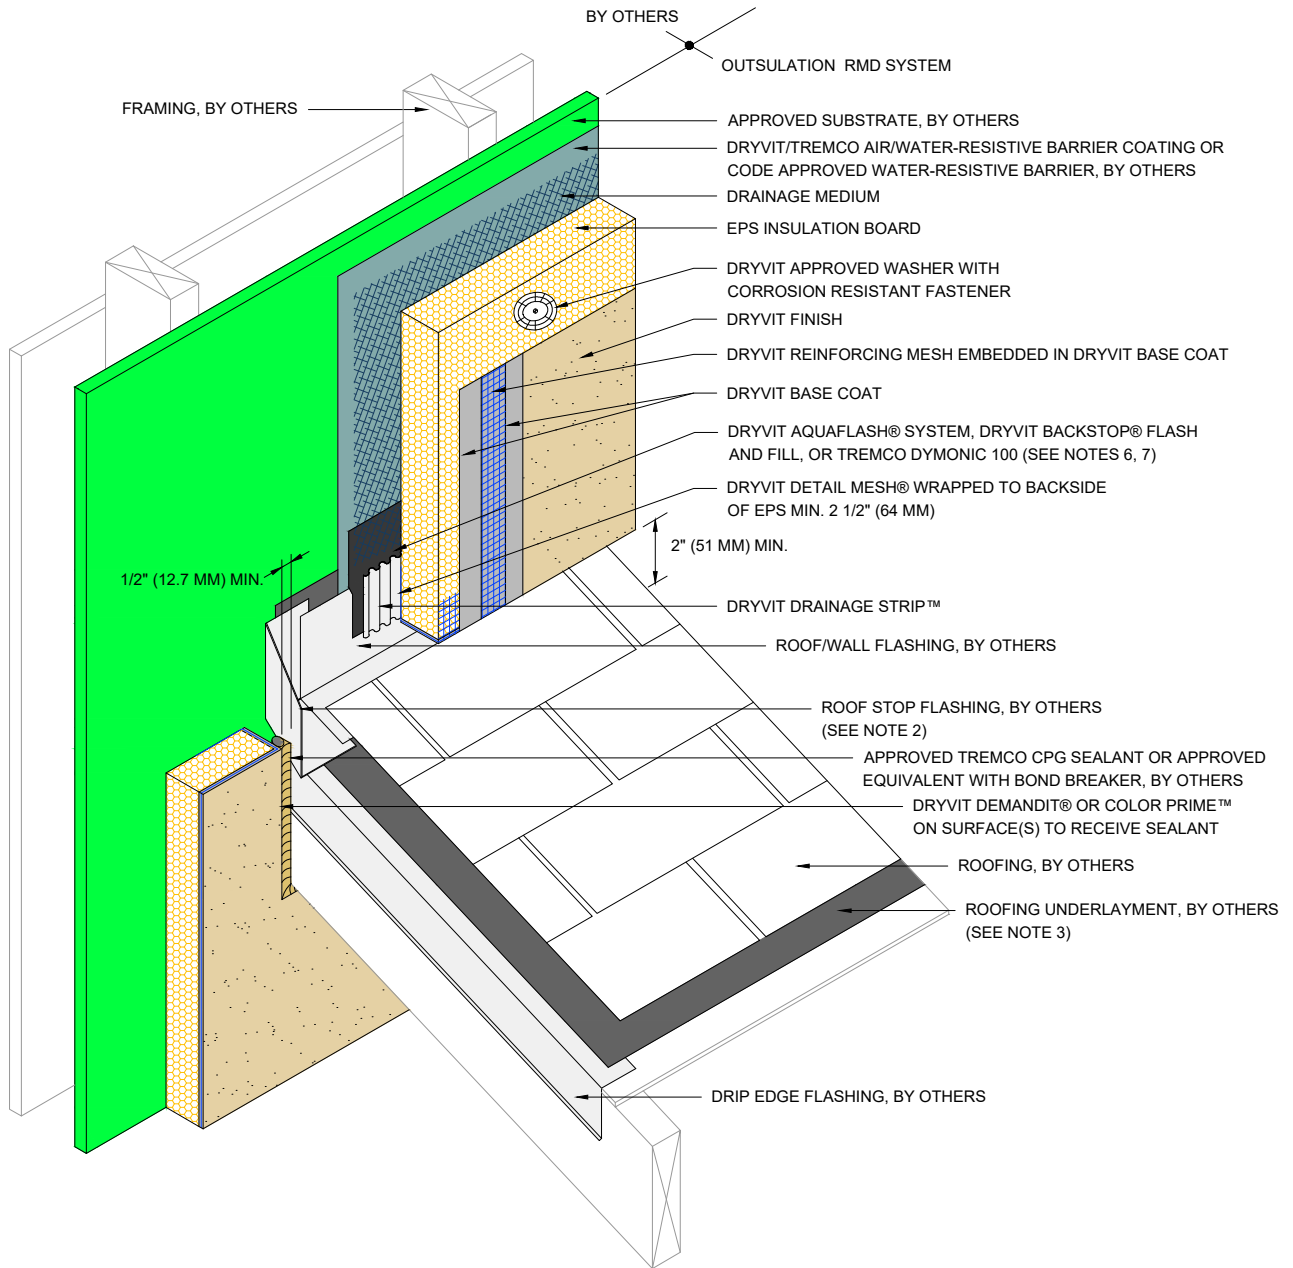 BY OTHERS
OUTSULATION RMD SYSTEM
FRAMING, BY OTHERS
APPROVED SUBSTRATE, BY OTHERS
DRYVIT/TREMCO AIR/WATER-RESISTIVE BARRIER COATING OR
CODE APPROVED WATER-RESISTIVE BARRIER, BY OTHERS
DRAINAGE MEDIUM
EPS INSULATION BOARD
DRYVIT APPROVED WASHER WITH
CORROSION RESISTANT FASTENER
DRYVIT FINISH
DRYVIT REINFORCING MESH EMBEDDED IN DRYVIT BASE COAT
DRYVIT BASE COAT
DRYVIT AQUAFLASH® SYSTEM, DRYVIT BACKSTOP® FLASH
AND FILL, OR TREMCO DYMONIC 100 (SEE NOTES 6, 7)
DRYVIT DETAIL MESH® WRAPPED TO BACKSIDE
OF EPS MIN. 2 1/2" (64 MM)
2" (51 MM) MIN.
1/2" (12.7 MM) MIN.
DRYVIT DRAINAGE STRIP™
ROOF/WALL FLASHING, BY OTHERS
ROOF STOP FLASHING, BY OTHERS
(SEE NOTE 2)
APPROVED TREMCO CPG SEALANT OR APPROVED
EQUIVALENT WITH BOND BREAKER, BY OTHERS
DRYVIT DEMANDIT® OR COLOR PRIME™
ON SURFACE(S) TO RECEIVE SEALANT
ROOFING, BY OTHERS
ROOFING UNDERLAYMENT, BY OTHERS
(SEE NOTE 3)
DRIP EDGE FLASHING, BY OTHERS